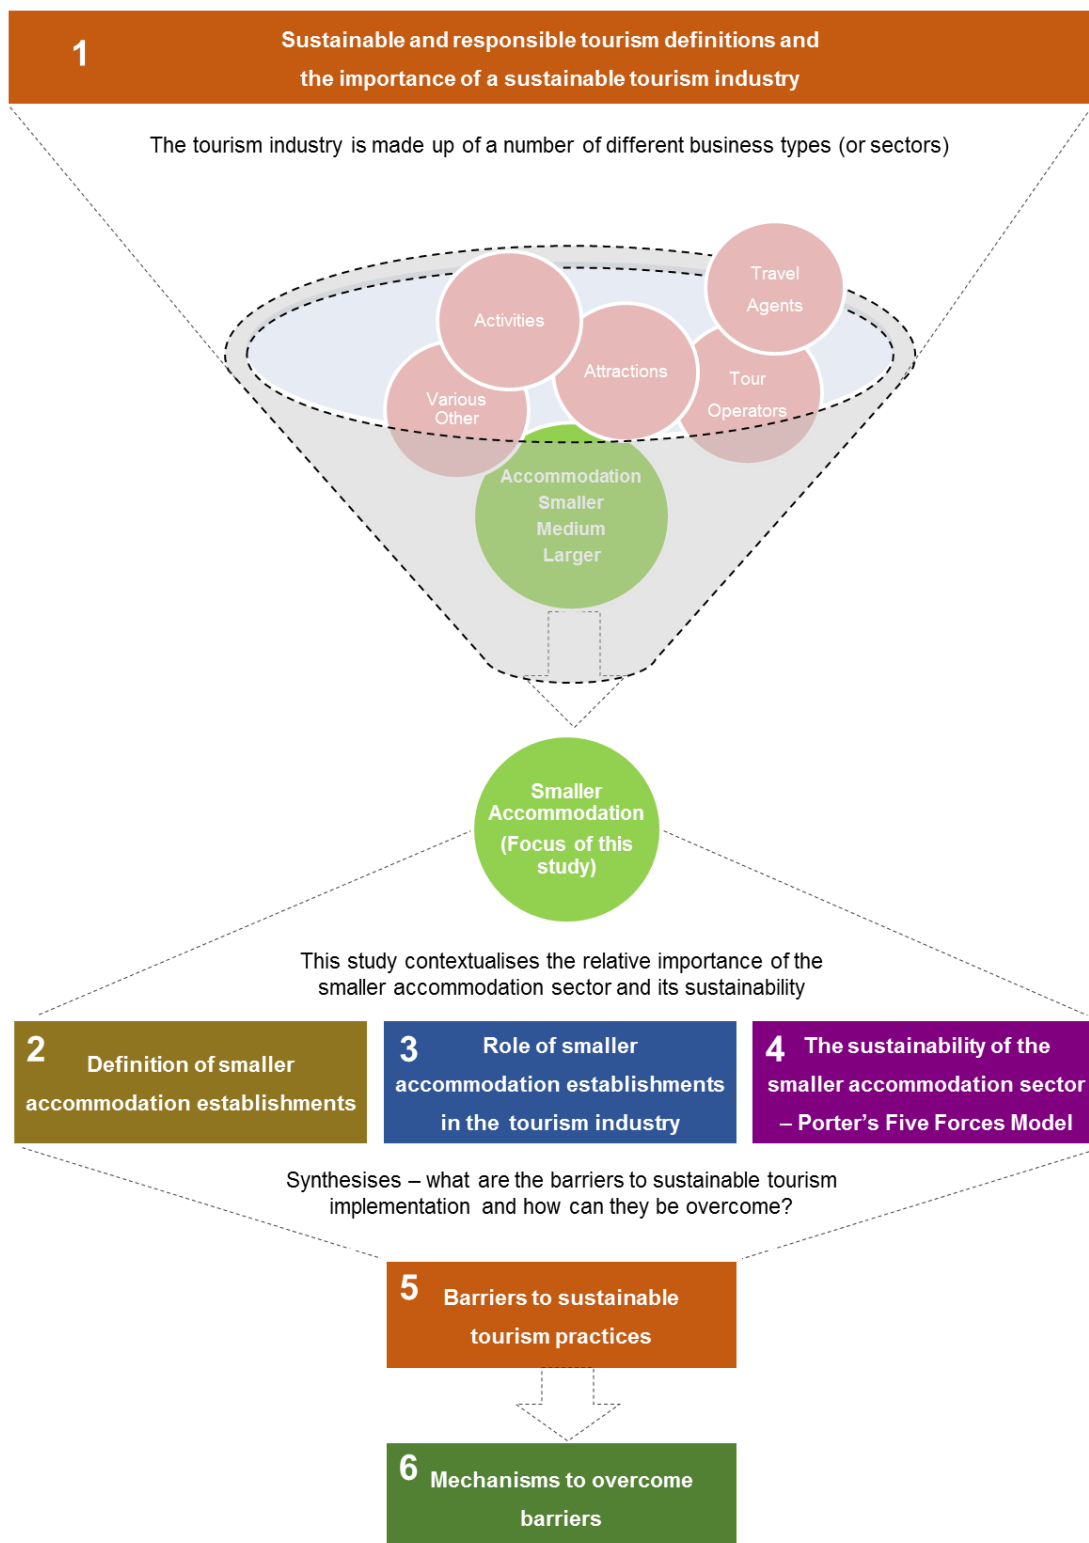 1
Sustainable and responsible tourism definitions and
the importance of a sustainable tourism industry
The tourism industry is made up of a number of different business types (or sectors)
Travel
Agents
Activities
Attractions
Tour
Operators
Various
Other
Accommodation
Smaller
Medium
Larger
Smaller
Accommodation
(Focus of this
study)
This study contextualises the relative importance of the
smaller accommodation sector and its sustainability
2
Definition of smaller
accommodation establishments
3
Role of smaller
accommodation establishments
in the tourism industry
4
The sustainability of the
smaller accommodation sector
– Porter's Five Forces Model
Synthesises – what are the barriers to sustainable tourism
implementation and how can they be overcome?
5
Barriers to sustainable
tourism practices
6
Mechanisms to overcome
barriers